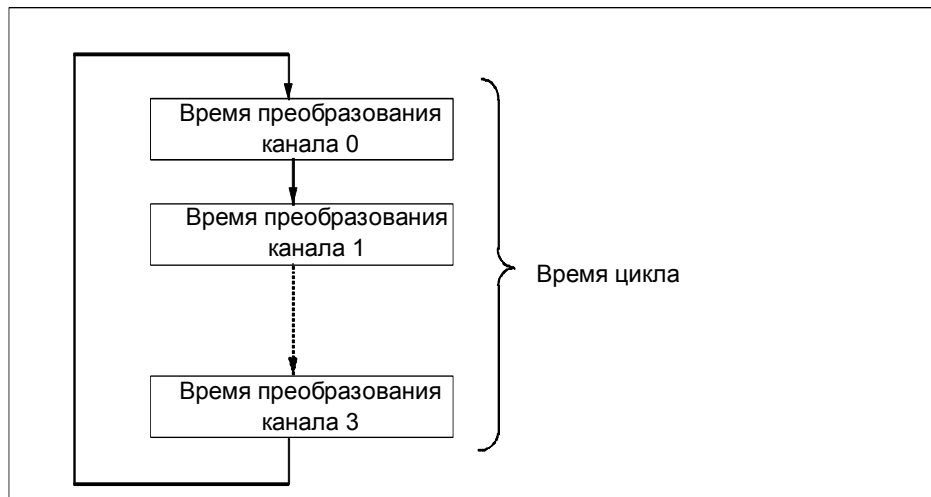 Время преобразования
канала 0
Время преобразования
канала 1
Время цикла
Время преобразования
канала 3